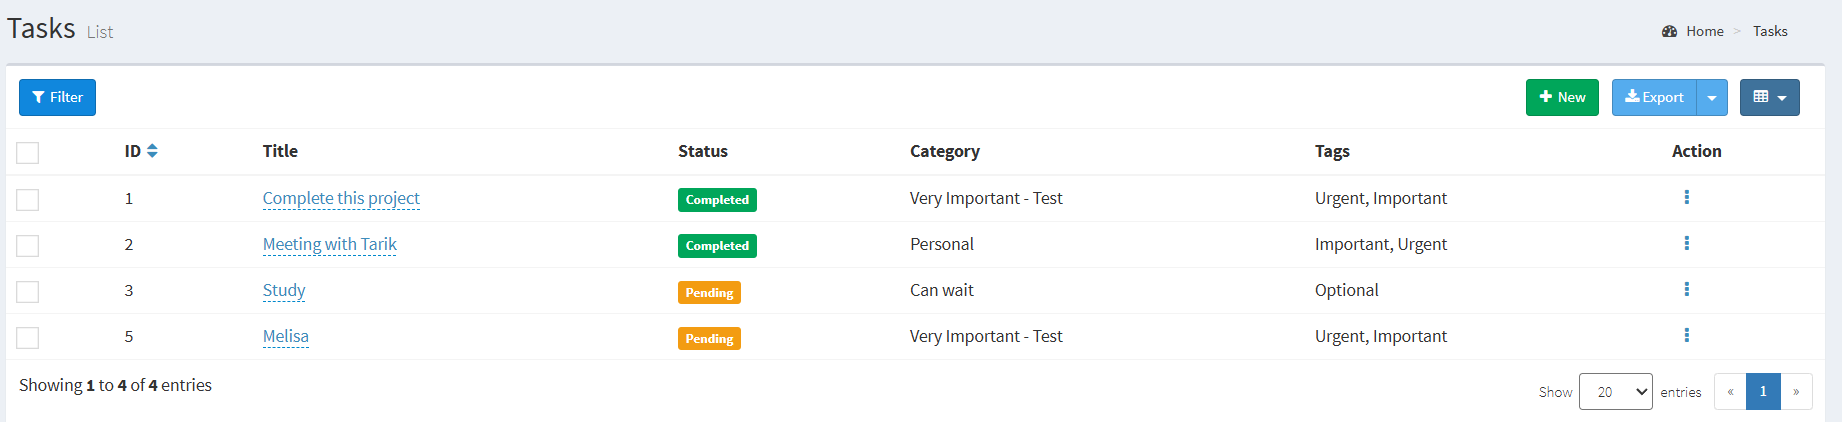 Tasks List
Home > Tasks
Filter
New Export
ID Title Status Category Tags Action
1 Complete this project Completed Very Important - Test Urgent, Important
2 Meeting with Tarik Completed Personal Important, Urgent
3 Study Pending Can wait Optional
5 Melisa Pending Very Important - Test Urgent, Important
Showing 1 to 4 of 4 entries
Show 20 entries « 1 »